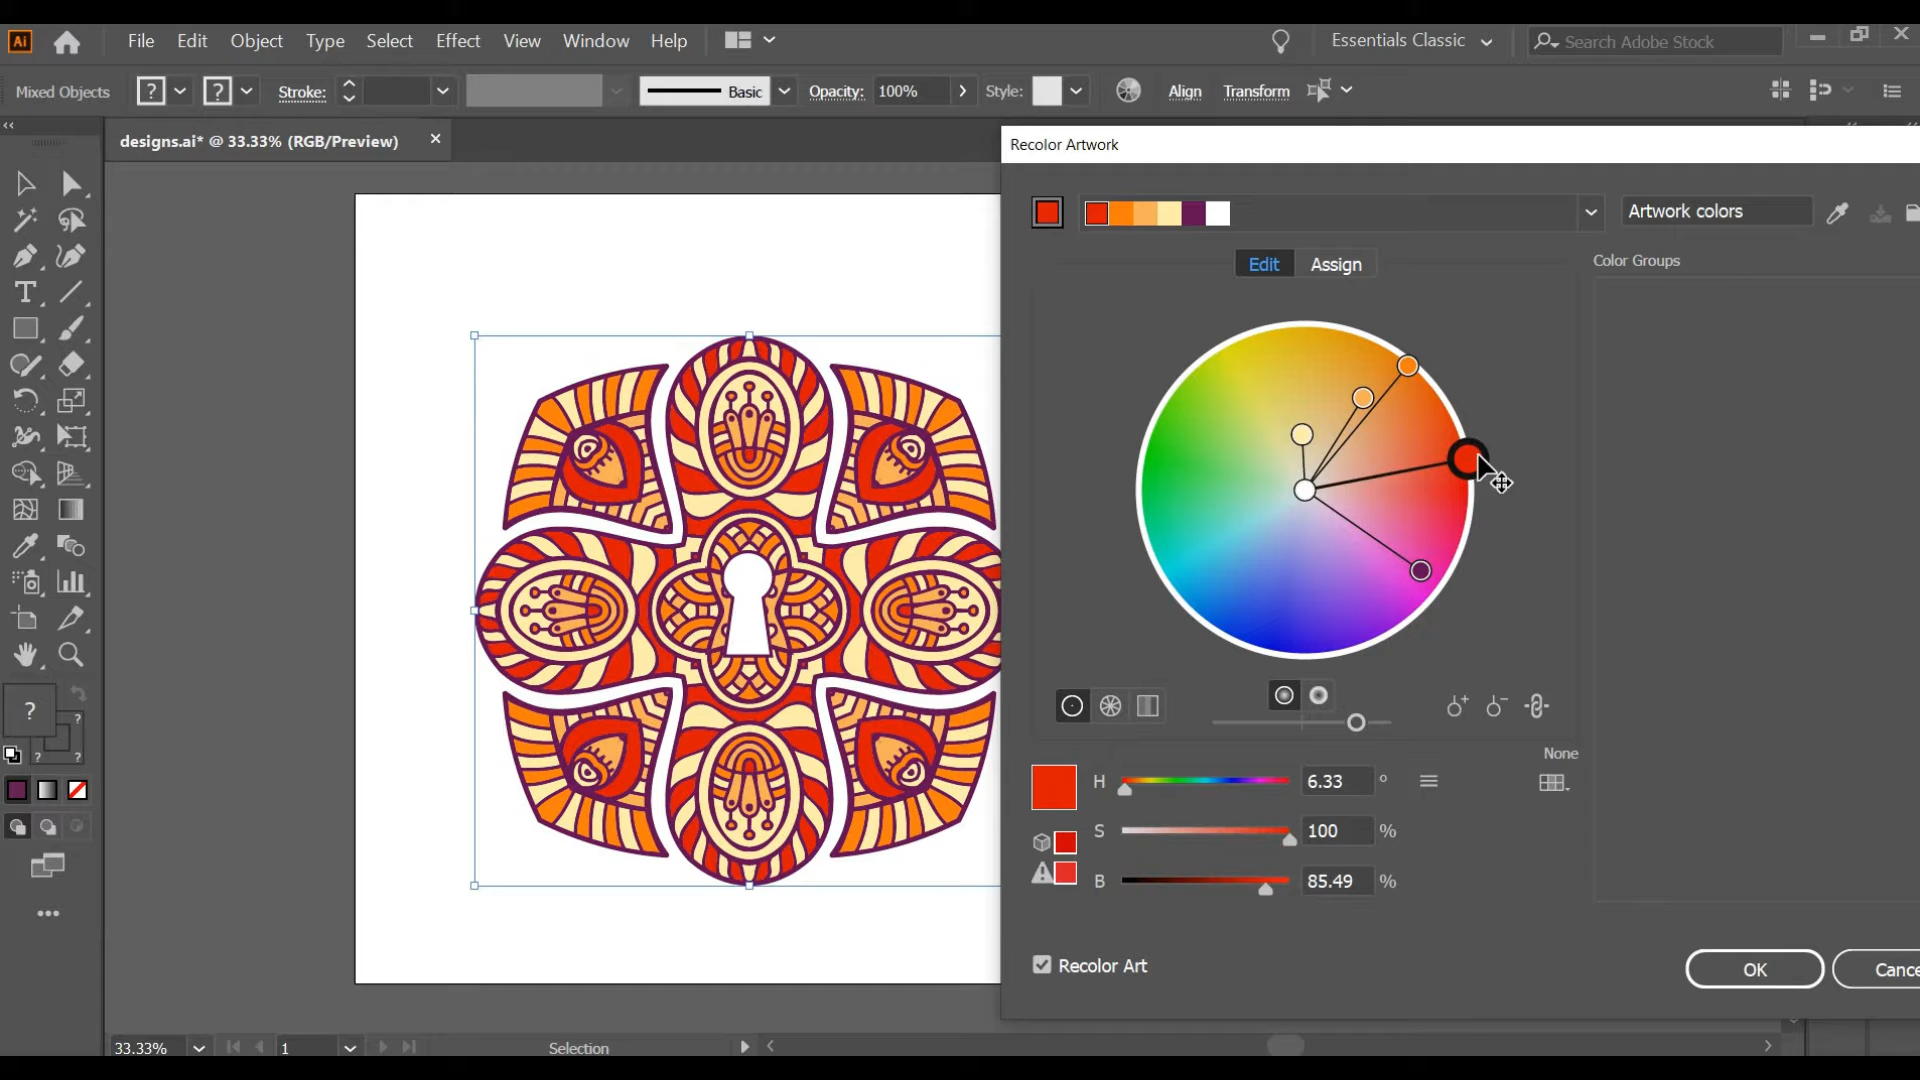 Ai File Edit Object Type Select Effect View Window Help Essentials Classic Search Adobe Stock
Mixed Objects ? ? Stroke: Basic Opacity: 100% Style: Align Transform
designs.ai* @ 33.33% (RGB/Preview)
Recolor Artwork
Artwork colors
Edit Assign
Color Groups
None
H 6.33 °
S 100 %
B 85.49 %
Recolor Art
OK Cance
? ? ? ?
33.33% 1 Selection